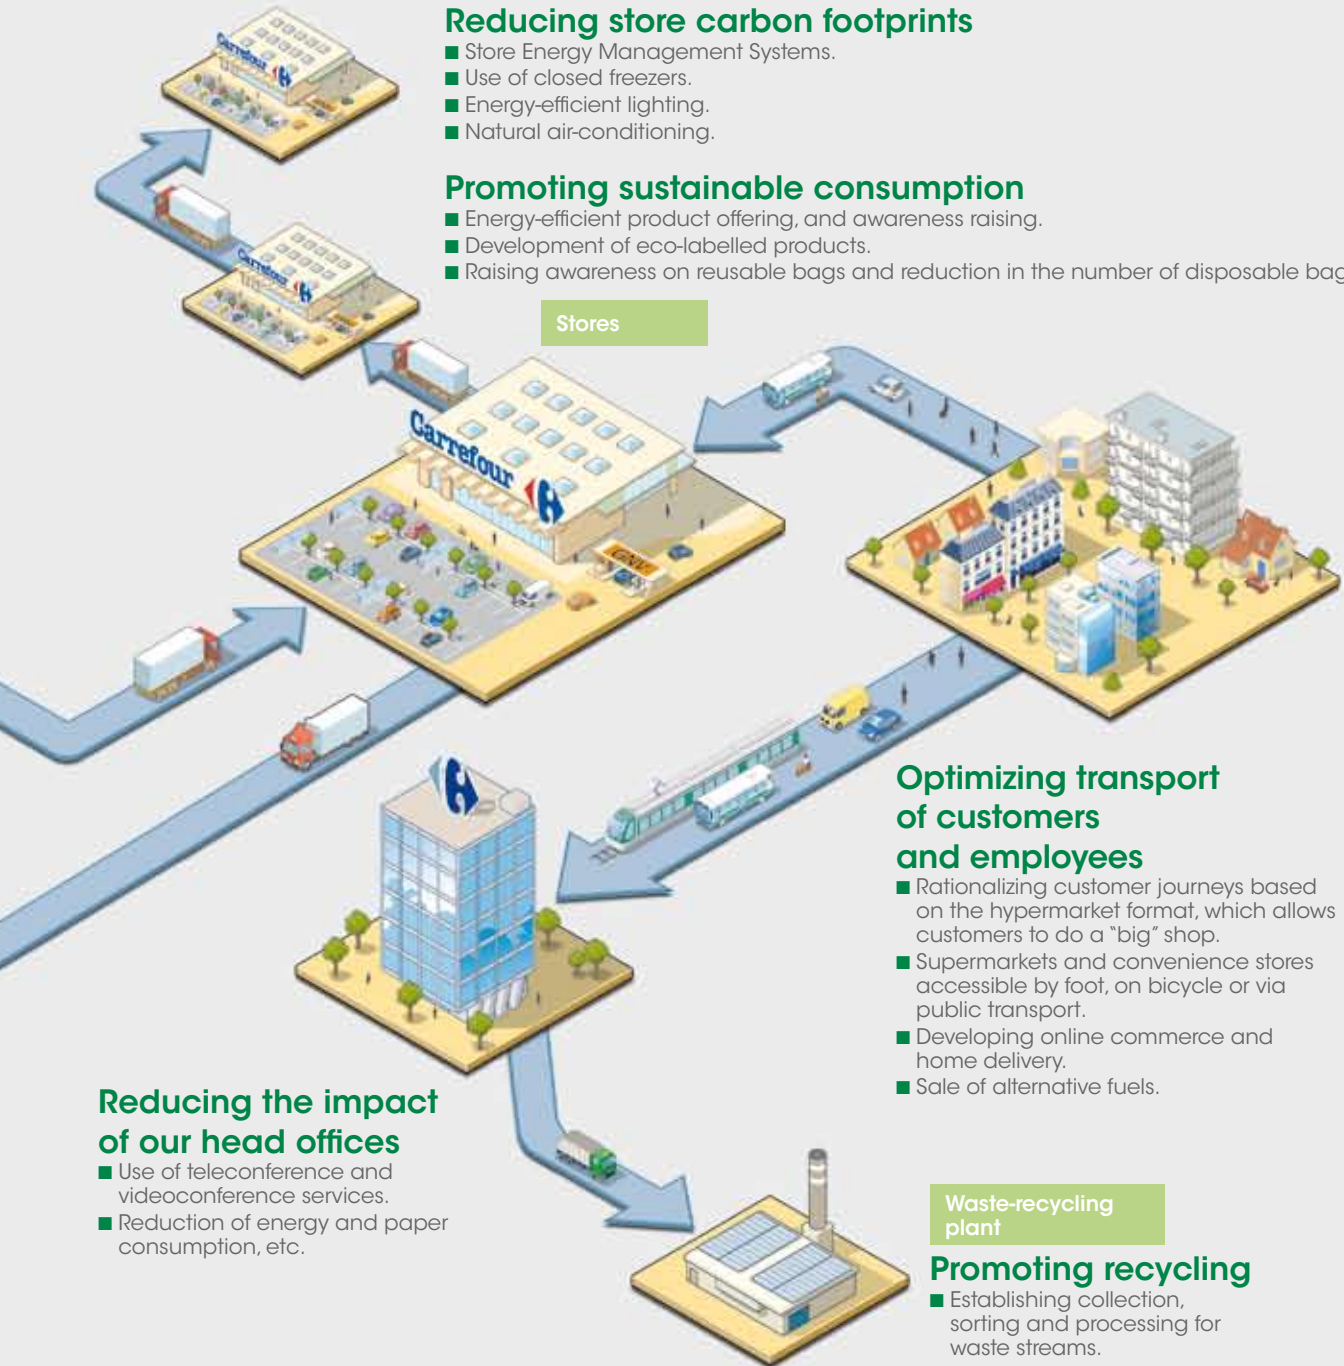 Reducing store carbon footprints
■ Store Energy Management Systems.
■ Use of closed freezers.
■ Energy-efficient lighting.
■ Natural air-conditioning.
Promoting sustainable consumption
■ Energy-efficient product offering, and awareness raising.
■ Development of eco-labelled products.
■ Raising awareness on reusable bags and reduction in the number of disposable bag
Carrefour
Carrefour
Stores
Carrefour
GNV
Optimizing transport
of customers
and employees
■ Rationalizing customer journeys based
on the hypermarket format, which allows
customers to do a "big" shop.
■ Supermarkets and convenience stores
accessible by foot, on bicycle or via
public transport.
■ Developing online commerce and
home delivery.
■ Sale of alternative fuels.
Reducing the impact
of our head offices
■ Use of teleconference and
videoconference services.
■ Reduction of energy and paper
consumption, etc.
Waste-recycling
plant
Promoting recycling
■ Establishing collection,
sorting and processing for
waste streams.